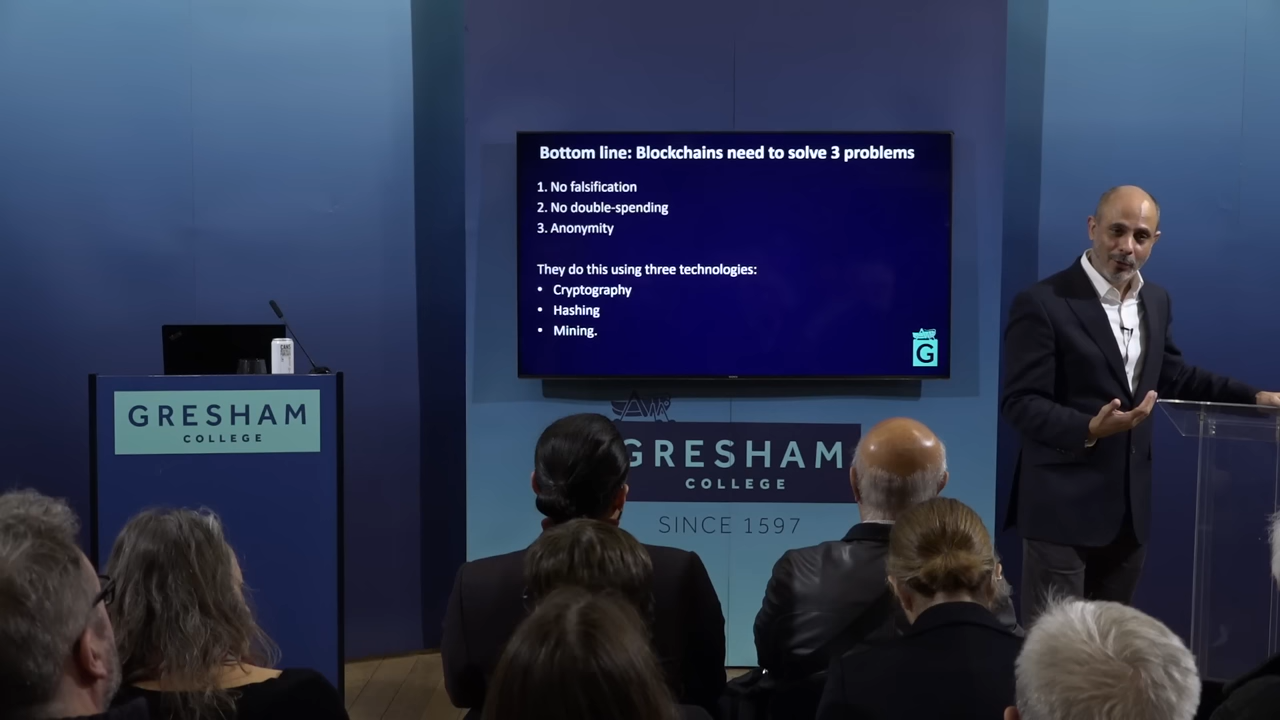 Bottom line: Blockchains need to solve 3 problems
1. No falsification
2. No double-spending
3. Anonymity
They do this using three technologies:
• Cryptography
• Hashing
• Mining.
G
GRESHAM
COLLEGE
GRESHAM
COLLEGE
SINCE 1597